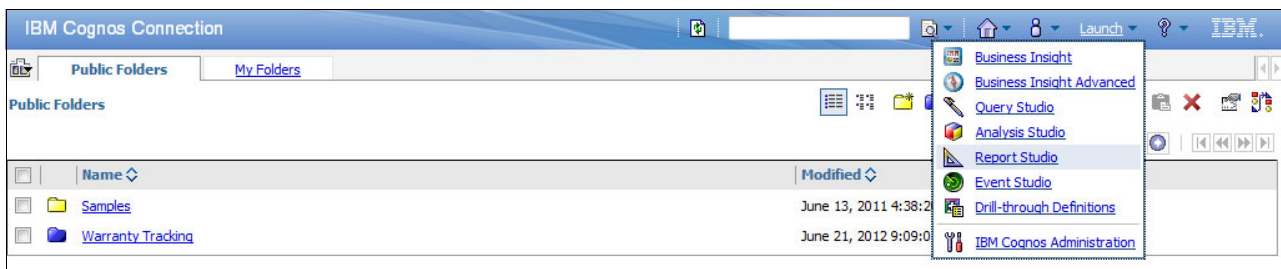 IBM Cognos Connection
Launch
IBM.
Public Folders
My Folders
Public Folders
Business Insight
Business Insight Advanced
Query Studio
Analysis Studio
Report Studio
Event Studio
Drill-through Definitions
IBM Cognos Administration
Name
Modified
Samples
June 13, 2011 4:38:2
Warranty Tracking
June 21, 2012 9:09:0